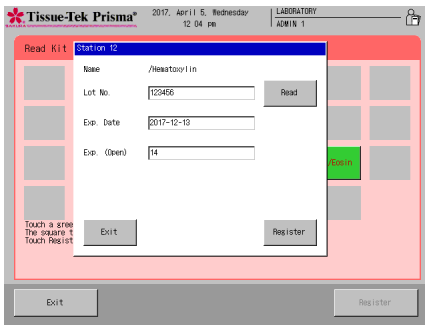 Tissue-Tek Prisma®
SAKURA
2017. April 5, Wednesday
12 04 pm
LABORATORY
ADMIN 1
Read Kit
Station 12
Name /Hematoxylin
Lot No. 123456 Read
Exp. Date 2017-12-13
Exp. (Open) 14
/Eosin
Touch a gree
The square t
Touch Regist
Exit Register
Exit Register